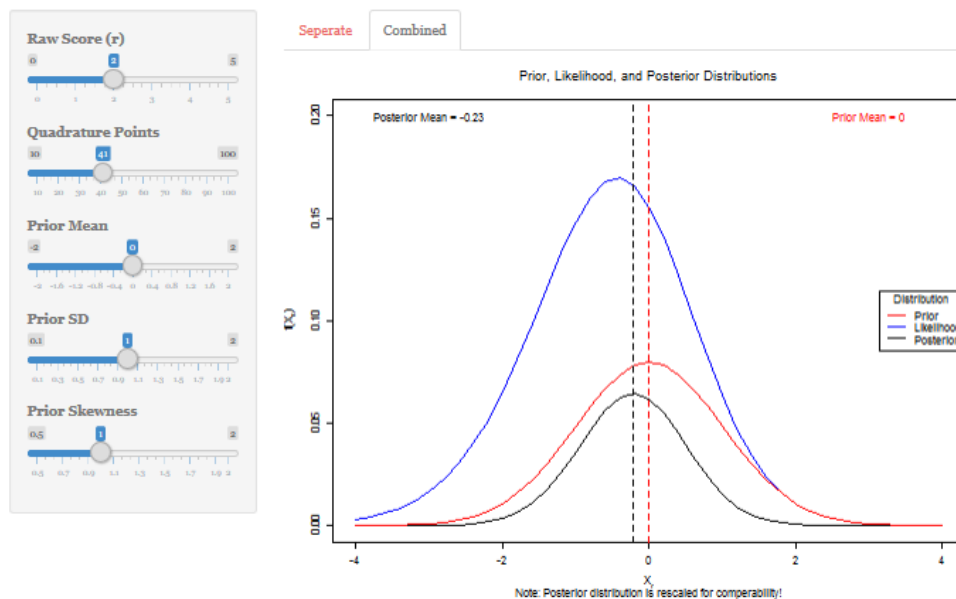 Raw Score (r)
0 2 5
0 1 2 3 4 5
Quadrature Points
10 41 100
10 20 30 40 50 60 70 80 90 100
Prior Mean
-2 0 2
-2 -1.6 -1.2 -0.8 -0.4 0 0.4 0.8 1.2 1.6 2
Prior SD
0.1 1 2
0.1 0.3 0.5 0.7 0.9 1.1 1.3 1.5 1.7 1.9 2
Prior Skewness
0.5 1 2
0.5 0.7 0.9 1.1 1.3 1.5 1.7 1.9 2
Seperate Combined
Prior, Likelihood, and Posterior Distributions
Posterior Mean = -0.23 Prior Mean = 0
0.20
0.15
0.10
0.05
0.00
Distribution
Prior
Likelihood
Posterior
-4 -2 0 2 4
Note: Posterior distribution is rescaled for comperability!